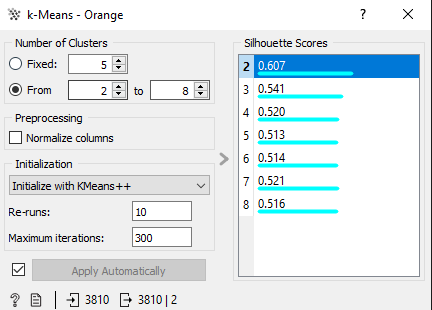 k-Means - Orange
Number of Clusters
Fixed: 5
From 2 to 8
Preprocessing
Normalize columns
Initialization
Initialize with KMeans++
Re-runs: 10
Maximum iterations: 300
Apply Automatically
? 3810 3810 | 2
Silhouette Scores
2 0.607
3 0.541
4 0.520
5 0.513
6 0.514
7 0.521
8 0.516